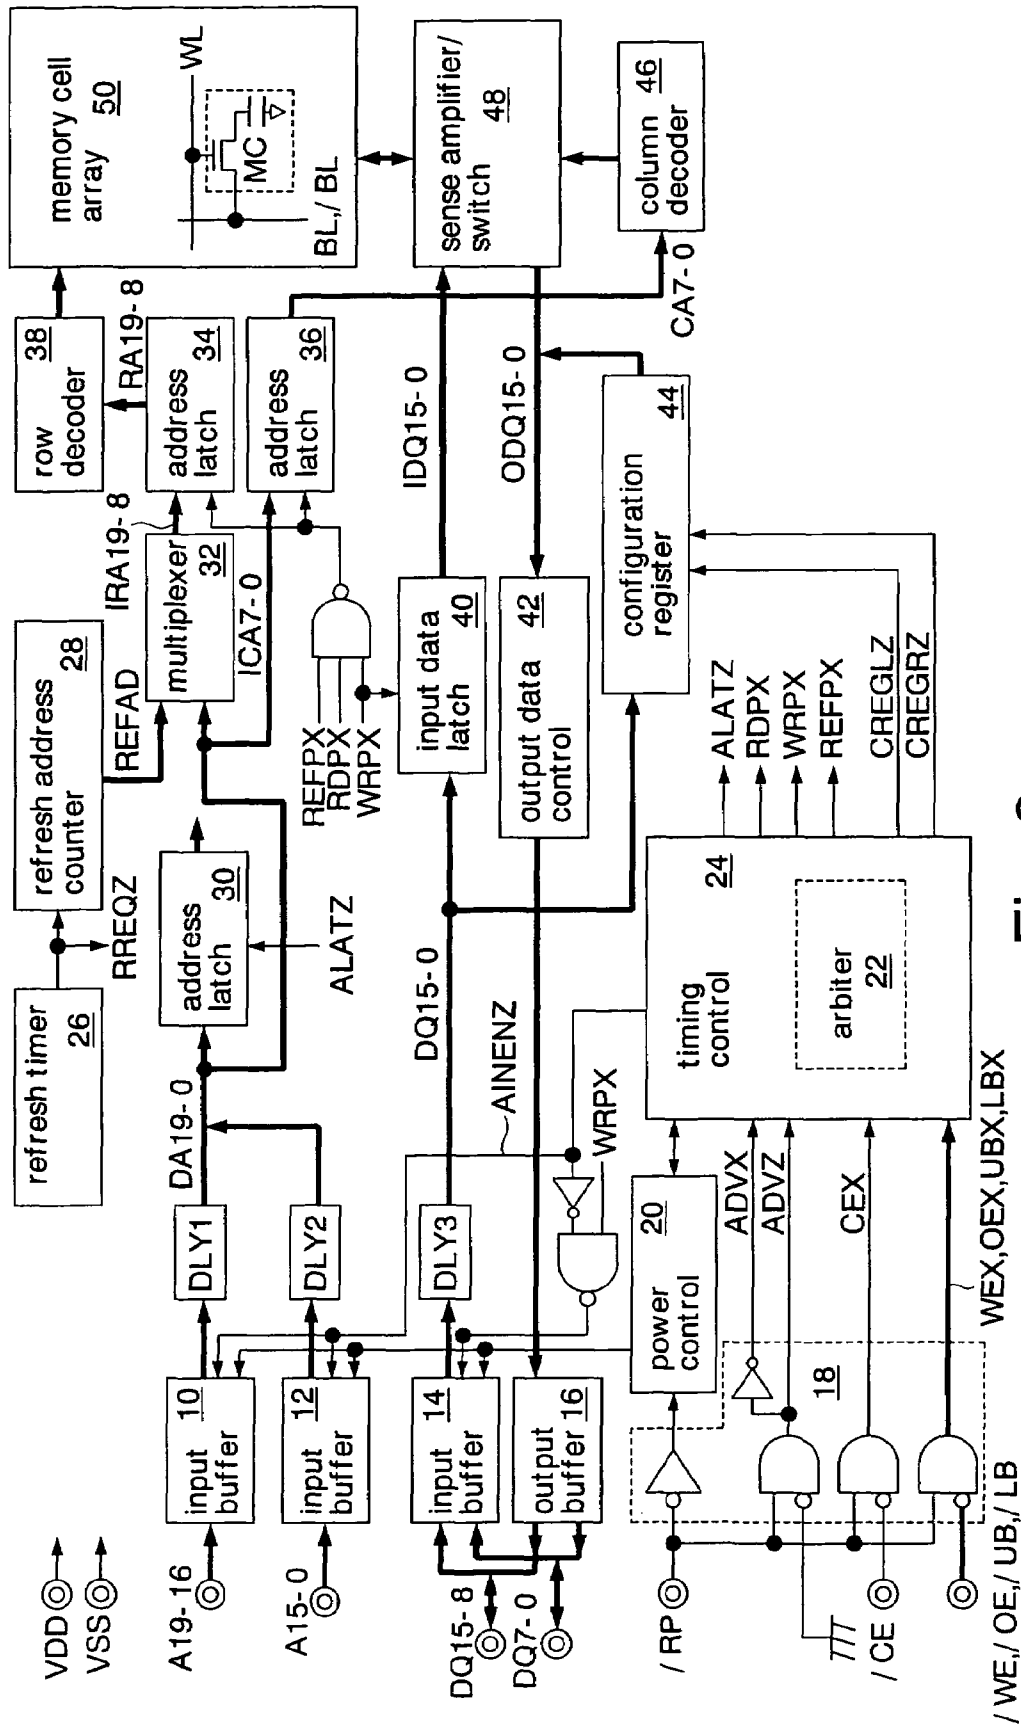 VDD
VSS
A19-16
A15-0
DQ15-8
DQ7-0
/RP
/CE
/WE,/OE,/UB,/LB
input
buffer
10
input
buffer
12
input
buffer
14
output
buffer
16
18
DLY1
DLY2
DLY3
power
control
20
ADVX
ADVZ
CEX
WEX,OEX,UBX,LBX
WRPX
AINENZ
refresh timer
26
RREQZ
refresh address
counter
28
REFAD
DA19-0
address
latch
30
ALATZ
multiplexer
32
IRA19-8
ICA7-0
REFPX
RDPX
WRPX
DQ15-0
input data
latch
40
output data
control
42
timing
control
24
arbiter
22
ALATZ
RDPX
WRPX
REFPX
CREGLZ
CREGRZ
configuration
register
44
row
decoder
38
RA19-8
address
latch
34
address
latch
36
IDQ15-0
ODQ15-0
CA7-0
memory cell
array
50
WL
MC
BL,/BL
sense amplifier/
switch
48
column
decoder
46